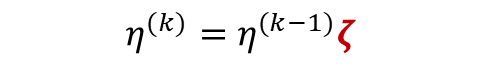 η^(k) = η^(k−1) ζ